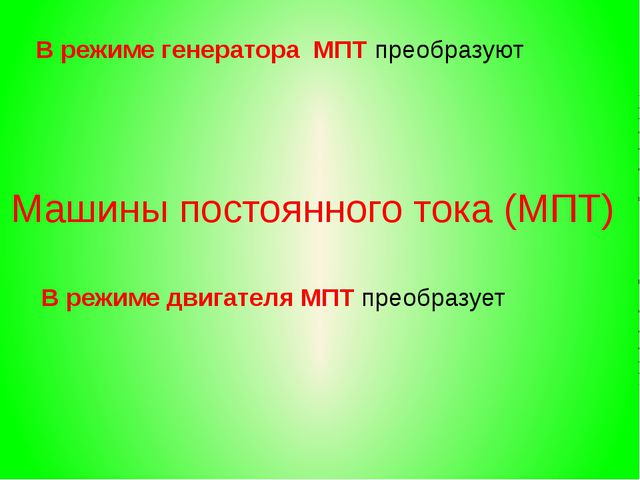 В режиме генератора  МПТ преобразуют
Машины постоянного тока (МПТ)
В режиме двигателя МПТ преобразует